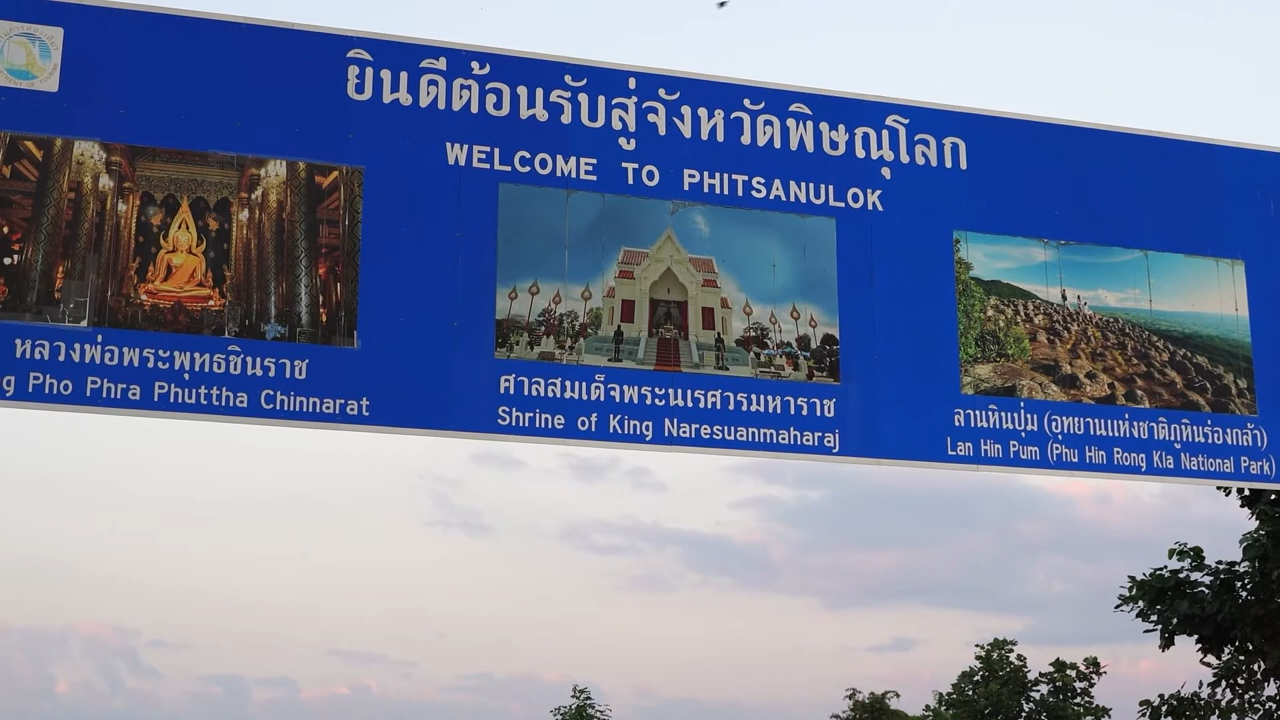 ยินดีต้อนรับสู่จังหวัดพิษณุโลก
WELCOME TO PHITSANULOK
หลวงพ่อพระพุทธชินราช
g Pho Phra Phuttha Chinnarat
ศาลสมเด็จพระนเรศวรมหาราช
Shrine of King Naresuanmaharaj
ลานหินปุ่ม (อุทยานแห่งชาติภูหินร่องกล้า)
Lan Hin Pum (Phu Hin Rong Kla National Park)